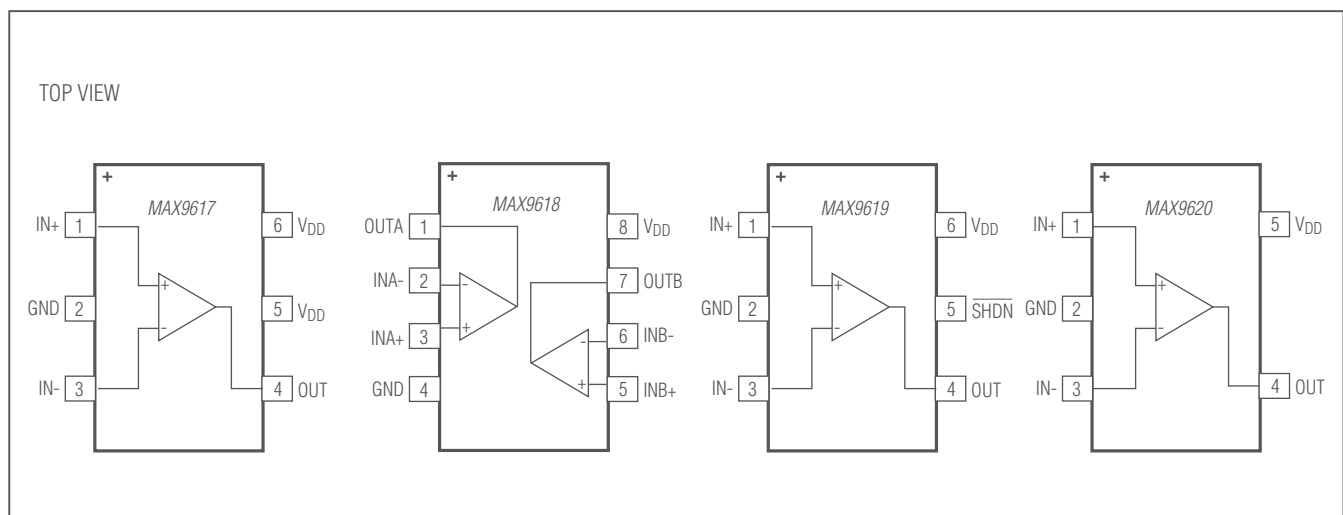 TOP VIEW
+
MAX9617
IN+ 1
GND 2
IN- 3
6 VDD
5 VDD
4 OUT
+
-
+
MAX9618
OUTA 1
INA- 2
INA+ 3
GND 4
8 VDD
7 OUTB
6 INB-
5 INB+
-
+
-
+
+
MAX9619
IN+ 1
GND 2
IN- 3
6 VDD
5 SHDN
4 OUT
+
-
+
MAX9620
IN+ 1
GND 2
IN- 3
5 VDD
4 OUT
+
-